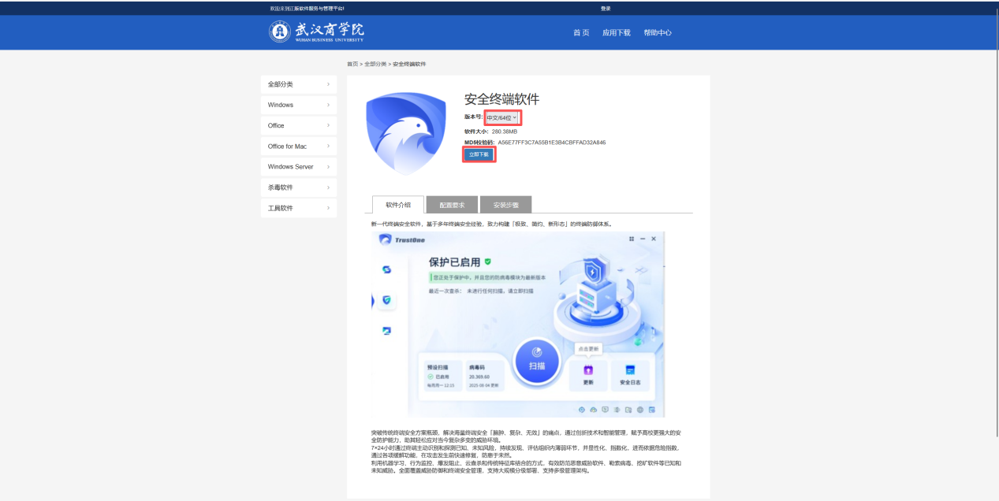 欢迎来到正版软件服务与管理平台!
登录
武汉商学院
WUHAN BUSINESS UNIVERSITY
首页 应用下载 帮助中心
首页 > 全部分类 > 安全终端软件
全部分类
Windows
Office
Office for Mac
Windows Server
杀毒软件
工具软件
安全终端软件
版本号: 中文/64位
软件大小: 280.38MB
MD5校验码: A56E77FF3C7A55B1E3B4CBFFAD32A846
立即下载
软件介绍 配置要求 安装步骤
新一代终端安全软件，基于多年终端安全经验，致力构建「极致、简约、新形态」的终端防御体系。
TrustOne
保护已启用
您正处于保护中，并且您的防病毒模块为最新版本
最近一次查杀： 未进行任何扫描，请立即扫描
点击更新
扫描
预设扫描
已启用
每周周一 12:15
病毒码
20.369.60
2025-08-04 更新
更新
安全日志
突破传统终端安全方案瓶颈，解决海量终端安全「臃肿、复杂、无效」的痛点，通过创新技术和智能管理，赋予高校更强大的安
全防护能力，助其轻松应对当今复杂多变的威胁环境。
7×24小时通过终端主动识别和探测已知、未知风险，持续发现、评估组织内薄弱环节，并显性化、指数化，进而依据危险指数，
通过各项缓解功能，在攻击发生前快速修复，防患于未然。
利用机器学习、行为监控、爆发阻止、云查杀和传统特征库结合的方式，有效防范恶意威胁软件、勒索病毒、挖矿软件等已知和
未知威胁。全面覆盖威胁防御和终端安全管理，支持大规模分级部署、支持多级管理架构。